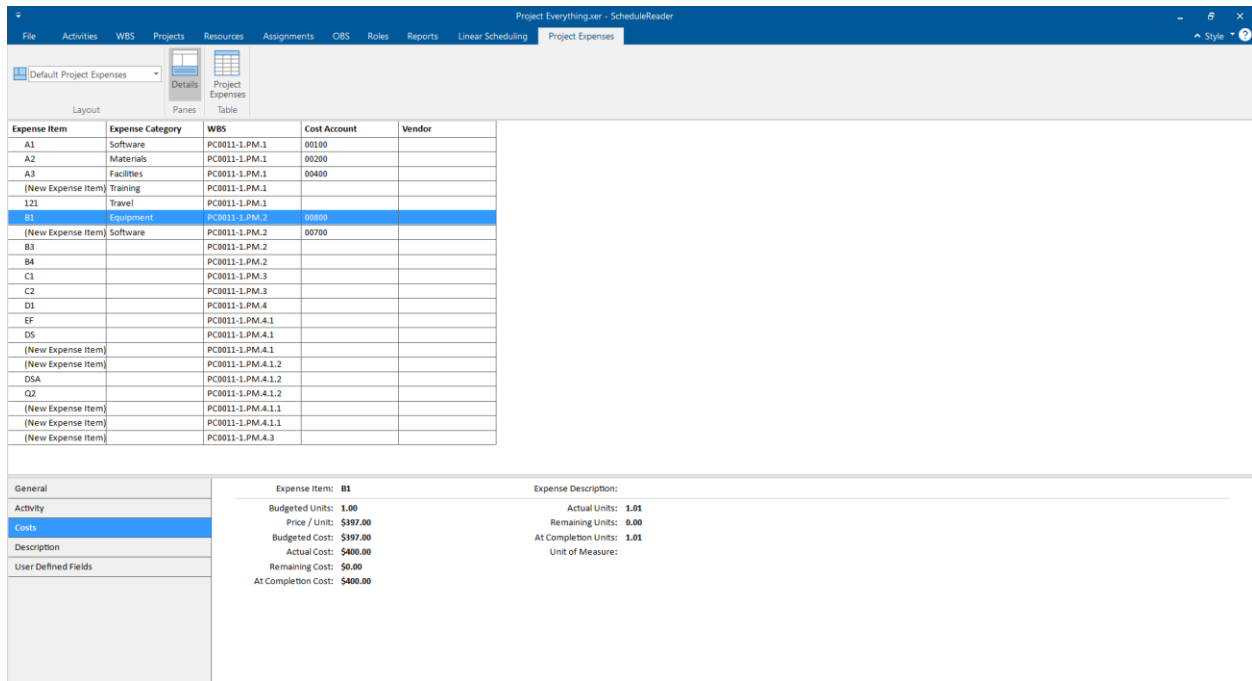 Project Everything.xer - ScheduleReader
File Activities WBS Projects Resources Assignments OBS Roles Reports Linear Scheduling Project Expenses Style ?
Default Project Expenses
Details
Project
Expenses
Layout Panes Table
Expense Item Expense Category WBS Cost Account Vendor
A1 Software PC0011-1.PM.1 00100
A2 Materials PC0011-1.PM.1 00200
A3 Facilities PC0011-1.PM.1 00400
(New Expense Item) Training PC0011-1.PM.1
121 Travel PC0011-1.PM.1
B1 Equipment PC0011-1.PM.2 00800
(New Expense Item) Software PC0011-1.PM.2 00700
B3 PC0011-1.PM.2
B4 PC0011-1.PM.2
C1 PC0011-1.PM.3
C2 PC0011-1.PM.3
D1 PC0011-1.PM.4
EF PC0011-1.PM.4.1
DS PC0011-1.PM.4.1
(New Expense Item) PC0011-1.PM.4.1
(New Expense Item) PC0011-1.PM.4.1.2
DSA PC0011-1.PM.4.1.2
Q2 PC0011-1.PM.4.1.2
(New Expense Item) PC0011-1.PM.4.1.1
(New Expense Item) PC0011-1.PM.4.1.1
(New Expense Item) PC0011-1.PM.4.3
General
Activity
Costs
Description
User Defined Fields
Expense Item: B1 Expense Description:
Budgeted Units: 1.00 Actual Units: 1.01
Price / Unit: $397.00 Remaining Units: 0.00
Budgeted Cost: $397.00 At Completion Units: 1.01
Actual Cost: $400.00 Unit of Measure:
Remaining Cost: $0.00
At Completion Cost: $400.00